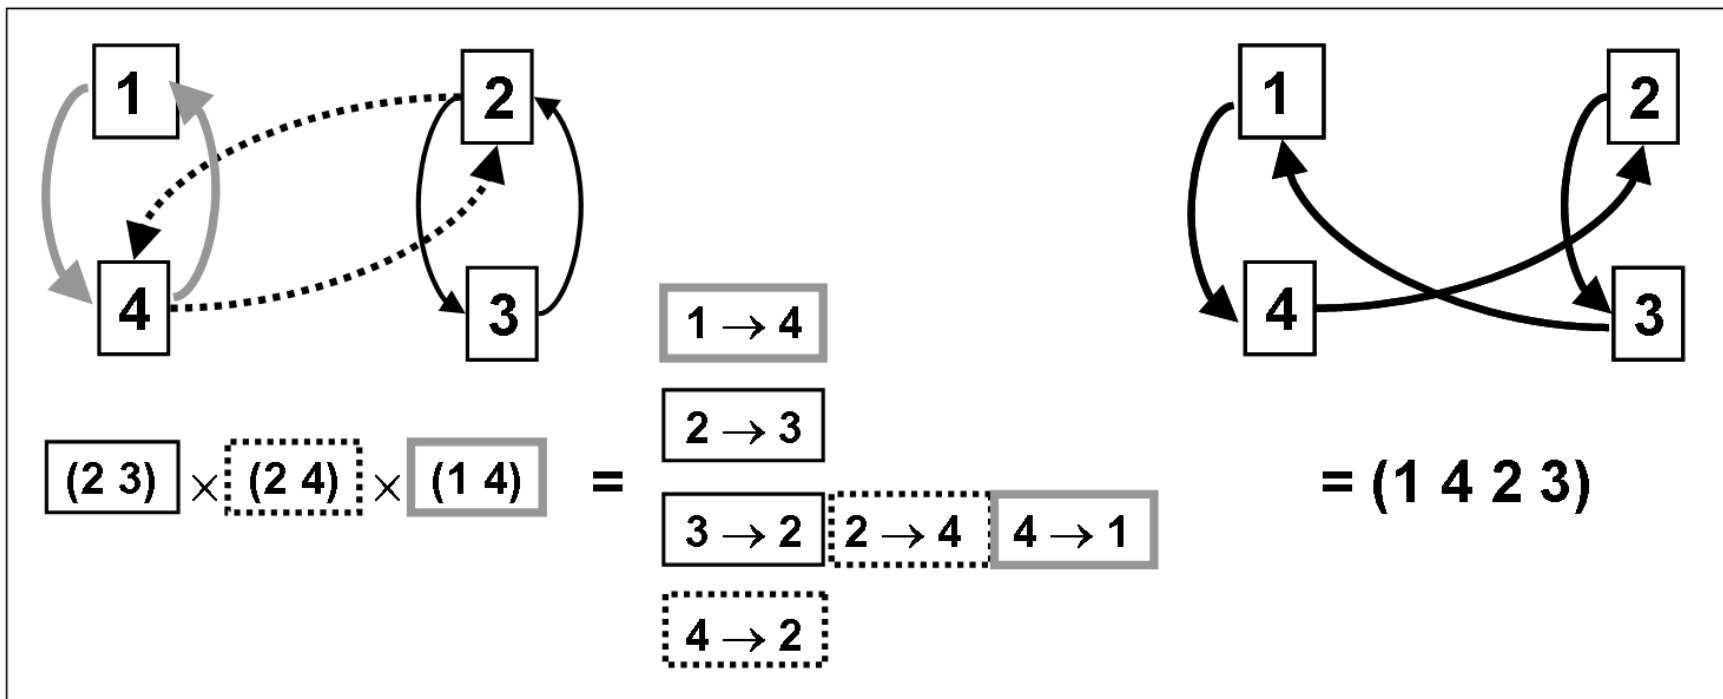 1
2
4
3
1 → 4
2 → 3
(2 3) × (2 4) × (1 4) =
3 → 2 2 → 4 4 → 1
4 → 2
1
2
4
3
= (1 4 2 3)